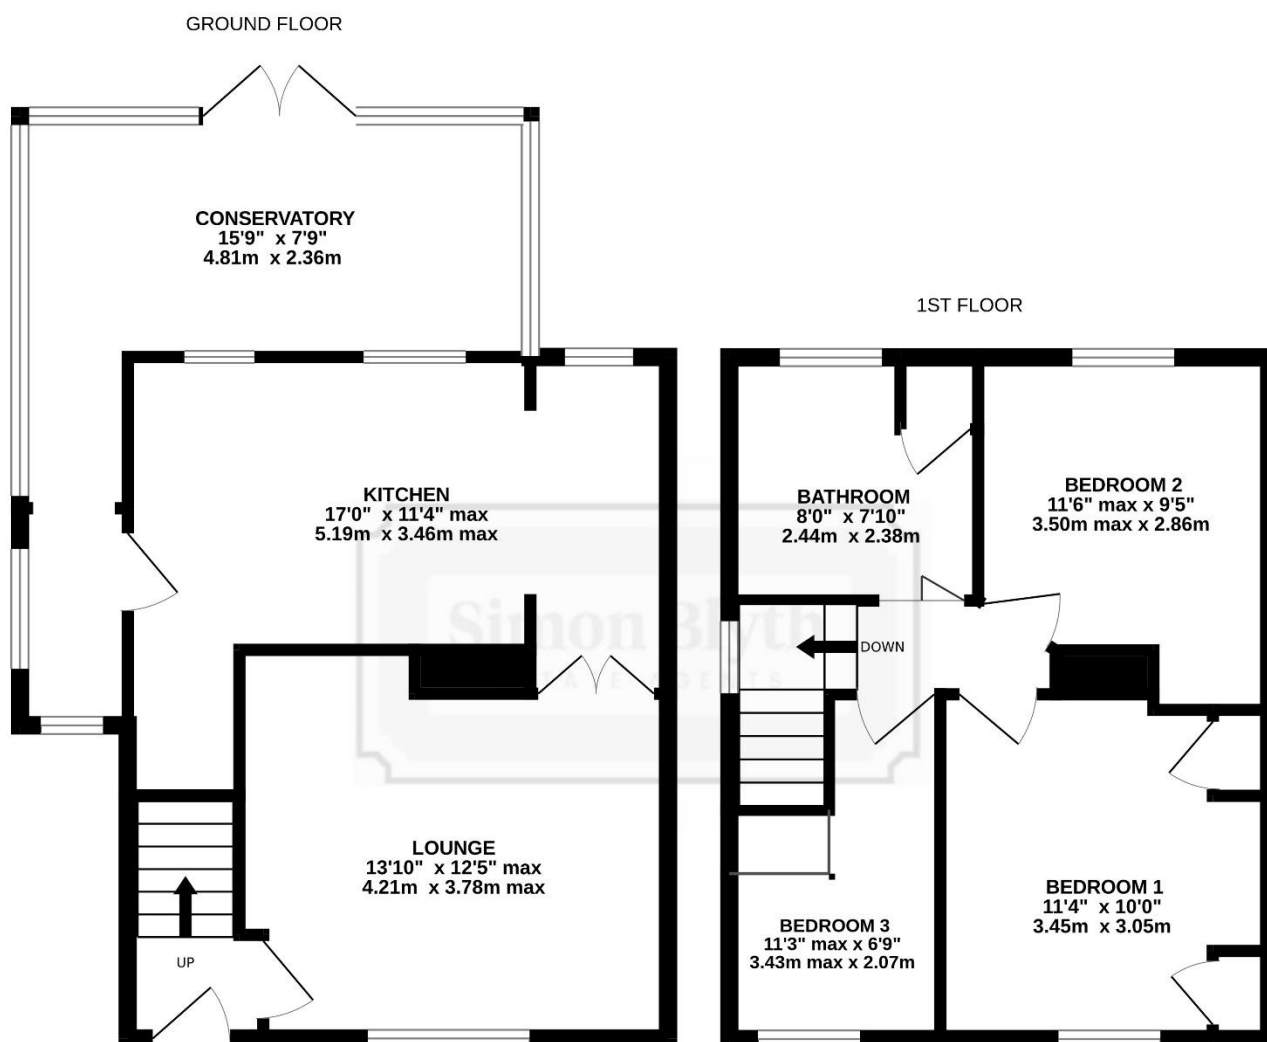 GROUND FLOOR
CONSERVATORY
15'9" x 7'9"
4.81m x 2.36m
KITCHEN
17'0" x 11'4" max
5.19m x 3.46m max
LOUNGE
13'10" x 12'5" max
4.21m x 3.78m max
UP
1ST FLOOR
BATHROOM
8'0" x 7'10"
2.44m x 2.38m
BEDROOM 2
11'6" max x 9'5"
3.50m max x 2.86m
DOWN
BEDROOM 1
11'4" x 10'0"
3.45m x 3.05m
BEDROOM 3
11'3" max x 6'9"
3.43m max x 2.07m
Simon Blyth
ESTATE AGENTS